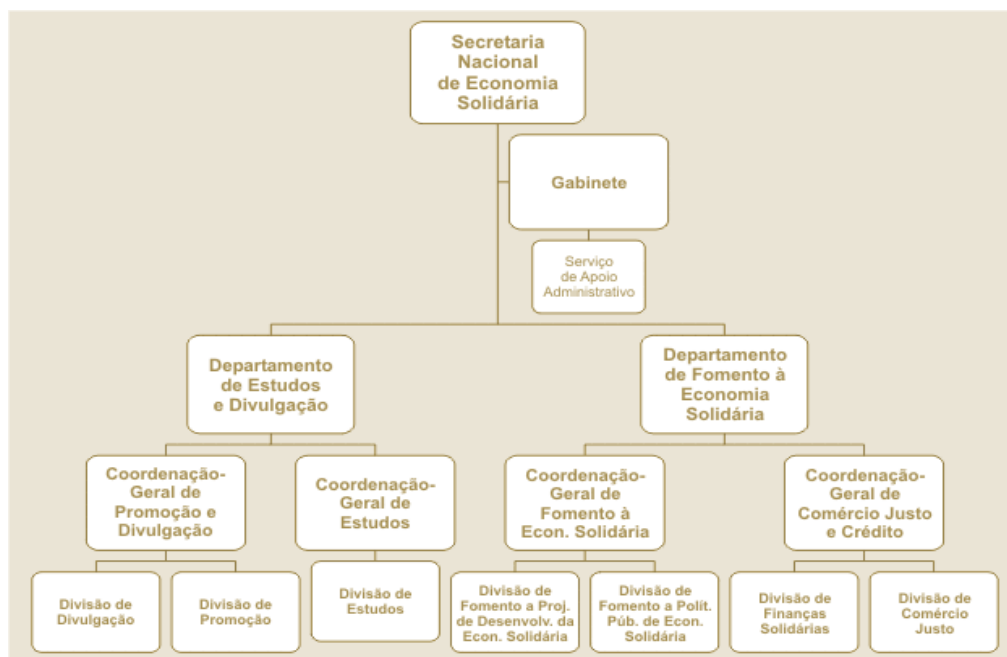 Secretaria
Nacional
de Economia
Solidária
Gabinete
Serviço
de Apoio
Administrativo
Departamento
de Estudos
e Divulgação
Departamento
de Fomento à
Economia
Solidária
Coordenação-
Geral de
Promoção e
Divulgação
Coordenação-
Geral de
Estudos
Coordenação-
Geral de
Fomento à
Econ. Solidária
Coordenação-
Geral de
Comércio Justo
e Crédito
Divisão de
Divulgação
Divisão de
Promoção
Divisão de
Estudos
Divisão de
Fomento a Proj.
de Desenvolv. da
Econ. Solidária
Divisão de
Fomento a Polít.
Púb. de Econ.
Solidária
Divisão de
Finanças
Solidárias
Divisão de
Comércio
Justo